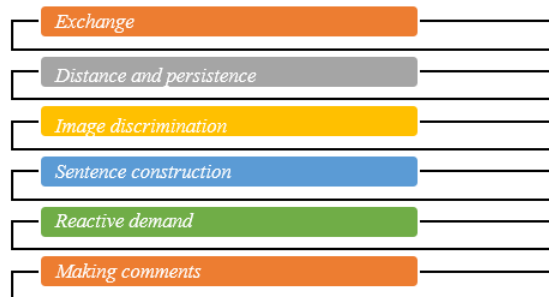 Exchange
Distance and persistence
Image discrimination
Sentence construction
Reactive demand
Making comments